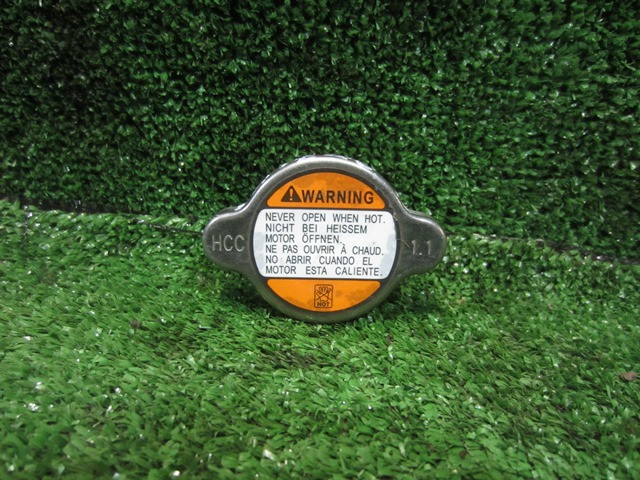 WARNING
NEVER OPEN WHEN HOT.
NICHT BEI HEISSEM
MOTOR ÖFFNEN.
NE PAS OUVRIR À CHAUD.
NO ABRIR CUANDO EL
MOTOR ESTA CALIENTE.
HCC
1.1
HOT